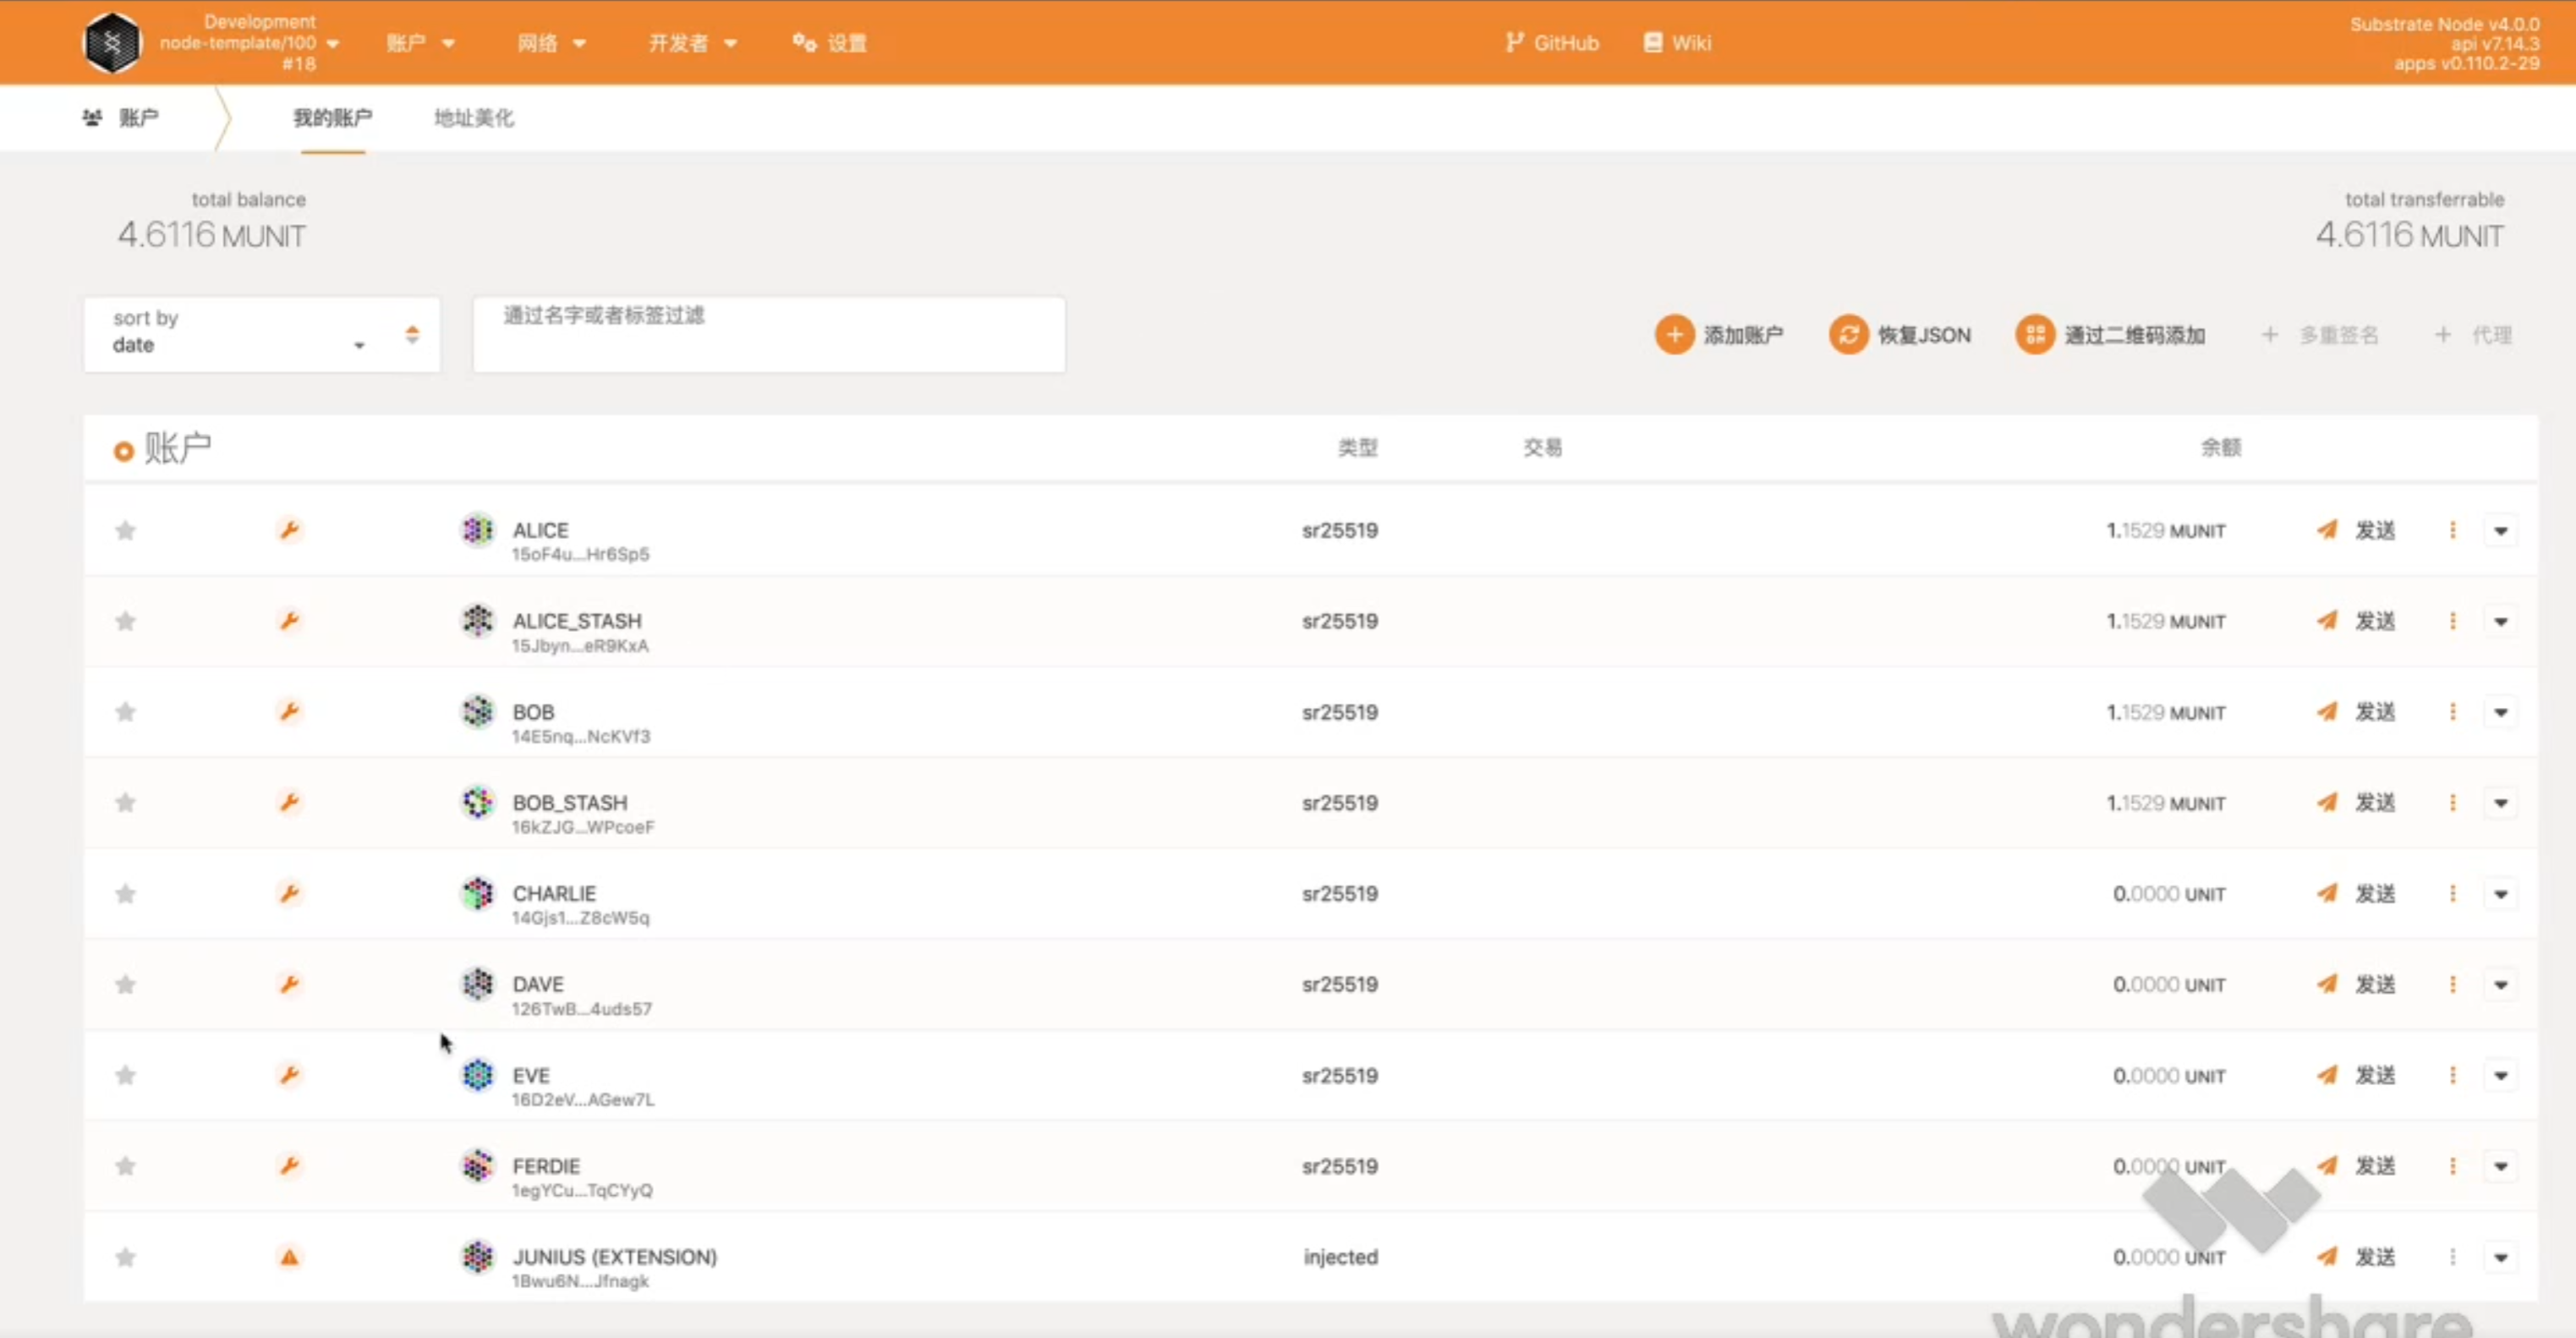 Development
node-template/100
#18
账户
网络
开发者
设置
GitHub
Wiki
Substrate Node v4.0.0
api v7.14.3
apps v0.110.2-29
账户
我的账户
地址美化
total balance
4.6116 MUNIT
total transferrable
4.6116 MUNIT
sort by
date
通过名字或者标签过滤
添加账户
恢复JSON
通过二维码添加
+ 多重签名
+ 代理
账户 类型 交易 余额
ALICE sr25519 1.1529 MUNIT 发送
15oF4u...Hr6Sp5
ALICE_STASH sr25519 1.1529 MUNIT 发送
15Jbyn...eR9KxA
BOB sr25519 1.1529 MUNIT 发送
14E5nq...NcKVf3
BOB_STASH sr25519 1.1529 MUNIT 发送
16kZJG...WPcoeF
CHARLIE sr25519 0.0000 UNIT 发送
14Gjs1...Z8cW5q
DAVE sr25519 0.0000 UNIT 发送
126TwB...4uds57
EVE sr25519 0.0000 UNIT 发送
16D2eV...AGew7L
FERDIE sr25519 0.0000 UNIT 发送
1egYCu...TqCYyQ
JUNIUS (EXTENSION) injected 0.0000 UNIT 发送
1Bwu6N...Jfnagk
wondershare